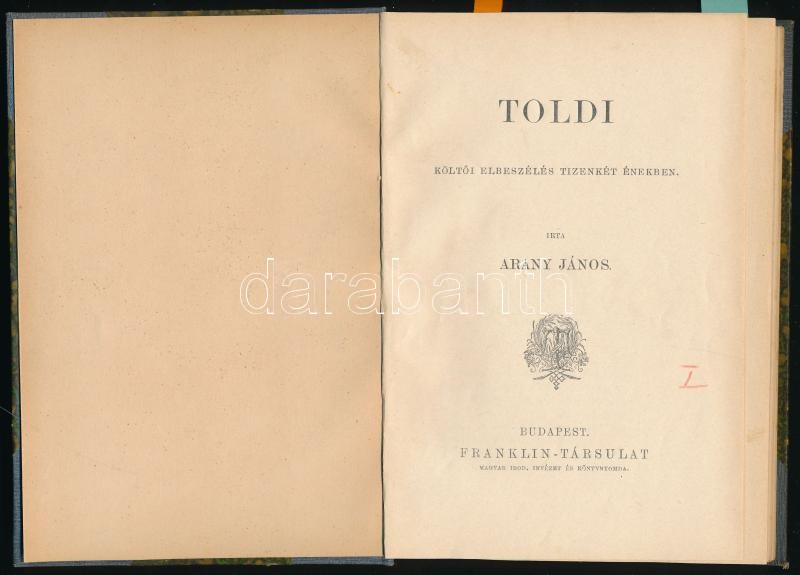 TOLDI
KÖLTŐI ELBESZÉLÉS TIZENKÉT ÉNEKBEN.
IRTA
ARANY JÁNOS.
darabanth
I
BUDAPEST.
FRANKLIN-TÁRSULAT
MAGYAR IROD. INTÉZET ÉS KÖNYVNYOMDA.